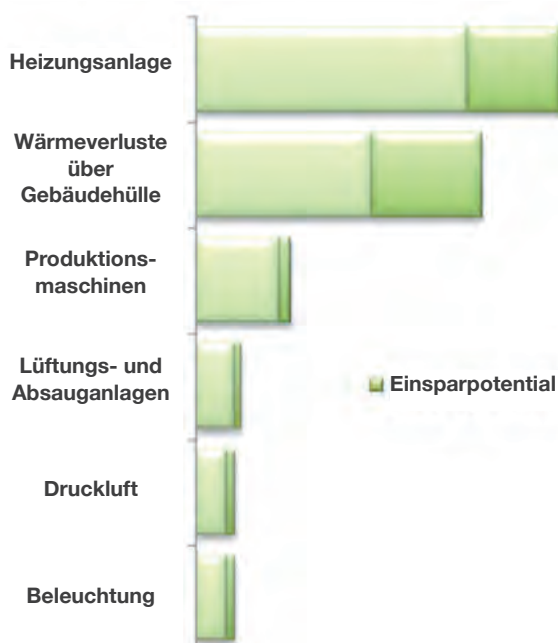 Heizungsanlage
Wärmeverluste
über
Gebäudehülle
Produktions-
maschinen
Lüftungs- und
Absauganlagen
Einsparpotential
Druckluft
Beleuchtung